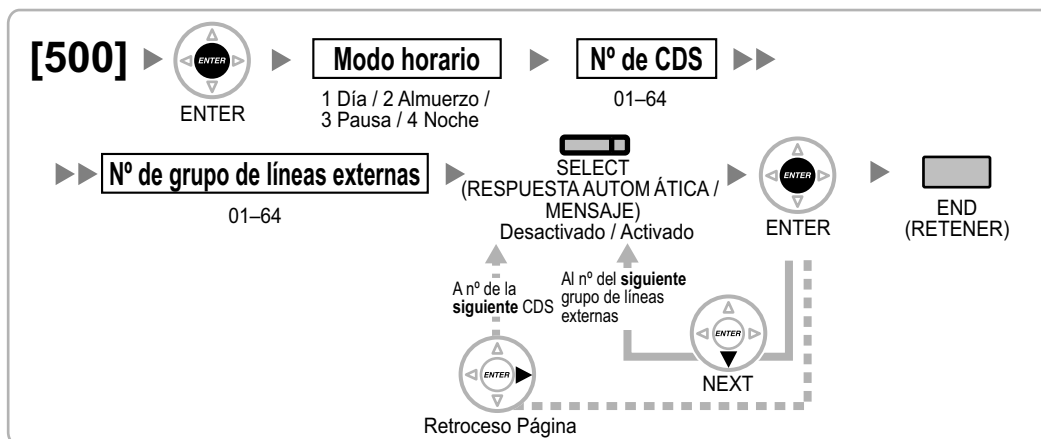 [500]
ENTER
ENTER
Modo horario
1 Día / 2 Almuerzo /
3 Pausa / 4 Noche
Nº de CDS
01–64
Nº de grupo de líneas externas
01–64
SELECT
(RESPUESTA AUTOM ÁTICA /
MENSAJE)
Desactivado / Activado
ENTER
ENTER
END
(RETENER)
A nº de la
siguiente CDS
Al nº del siguiente
grupo de líneas
externas
ENTER
NEXT
ENTER
Retroceso Página